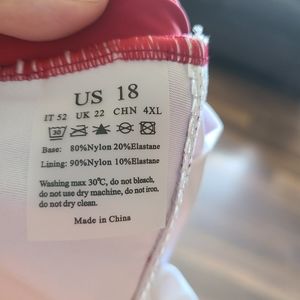 US 18
IT 52 UK 22 CHN 4XL
30
Base: 80%Nylon 20%Elastane
Lining: 90%Nylon 10%Elastane
Washing max 30℃, do not bleach,
do not use dry machine, do not iron,
do not dry clean.
Made in China